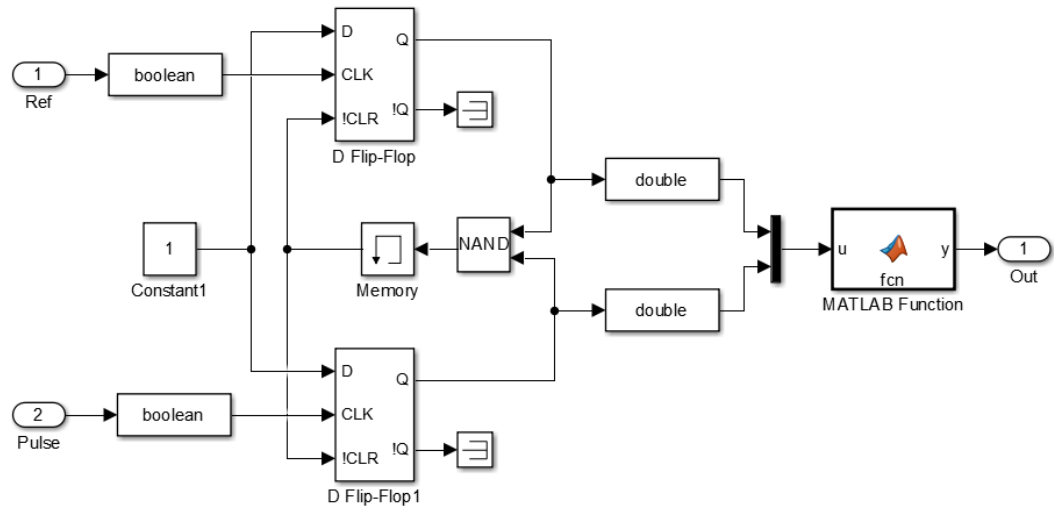 D
Q
1
boolean
CLK
Ref
!CLR
!Q
D Flip-Flop
double
1
NAND
u
y
1
fcn
Constant1
Memory
MATLAB Function
Out
double
D
Q
2
boolean
CLK
Pulse
!CLR
!Q
D Flip-Flop1